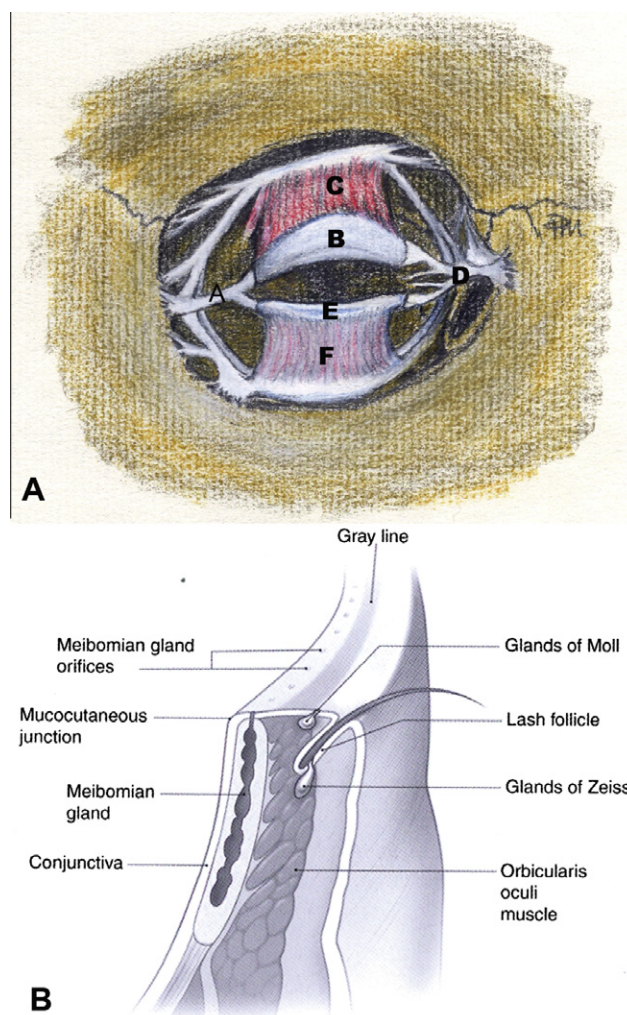 C
B
A
D
E
F
A
Gray line
Meibomian gland
orifices
Glands of Moll
Mucocutaneous
junction
Lash follicle
Meibomian
gland
Glands of Zeiss
Conjunctiva
Orbicularis
oculi
muscle
B